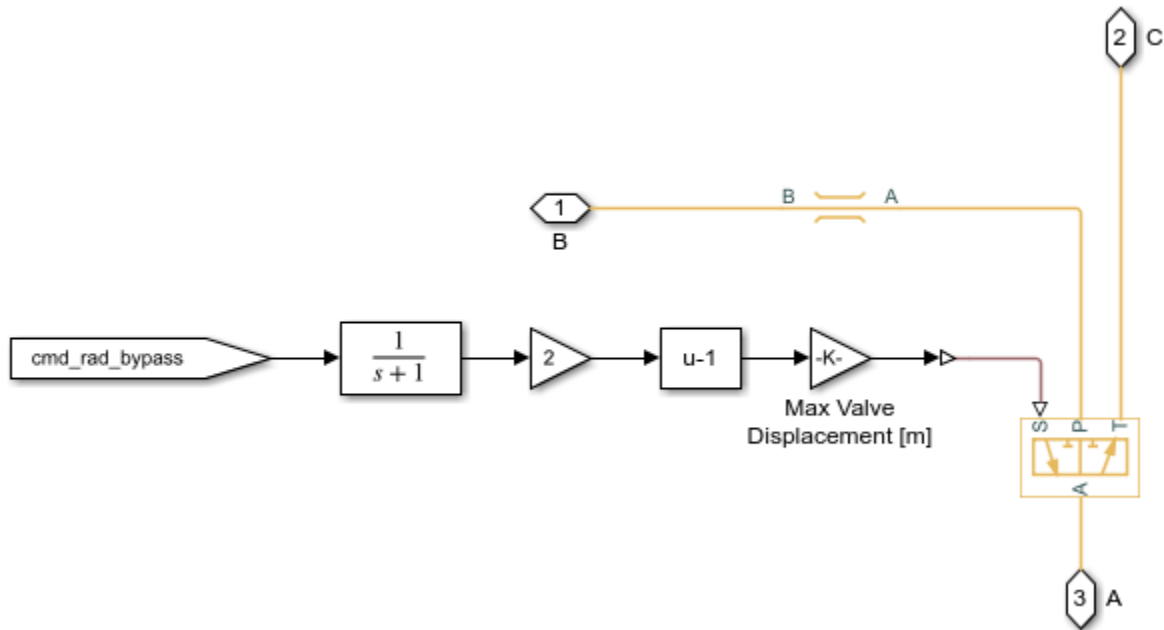 2 C
B A
1
B
cmd_rad_bypass
1
s + 1
2
u-1
-K-
Max Valve
Displacement [m]
S P T
A
3 A